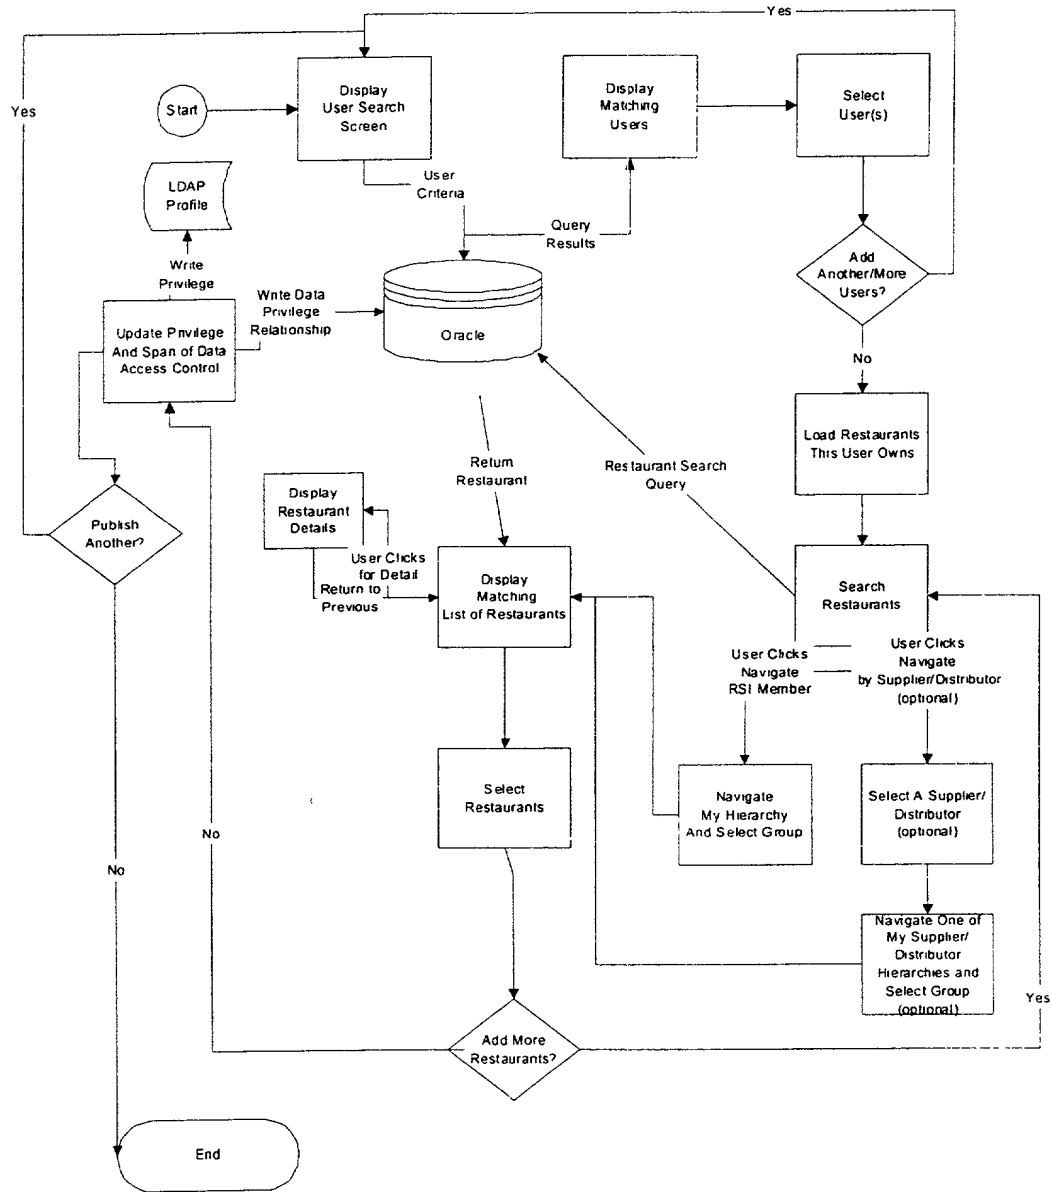 Yes
Yes
Start
Display
User Search
Screen
Display
Matching
Users
Select
User(s)
User
Criteria
LDAP
Profile
Query
Results
Write
Privilege
Add
Another/More
Users?
Write Data
Privilege
Relationship
Oracle
Update Privilege
And Span of Data
Access Control
No
Load Restaurants
This User Owns
Return
Restaurant
Restaurant Search
Query
Display
Restaurant
Details
Publish
Another?
User Clicks
for Detail
Return to
Previous
Display
Matching
List of Restaurants
Search
Restaurants
User Clicks
Navigate
RSI Member
User Clicks
Navigate
by Supplier/Distributor
(optional)
Select
Restaurants
Navigate
My Hierarchy
And Select Group
Select A Supplier/
Distributor
(optional)
No
No
Navigate One of
My Supplier/
Distributor
Hierarchies and
Select Group
(optional)
Yes
Add More
Restaurants?
End